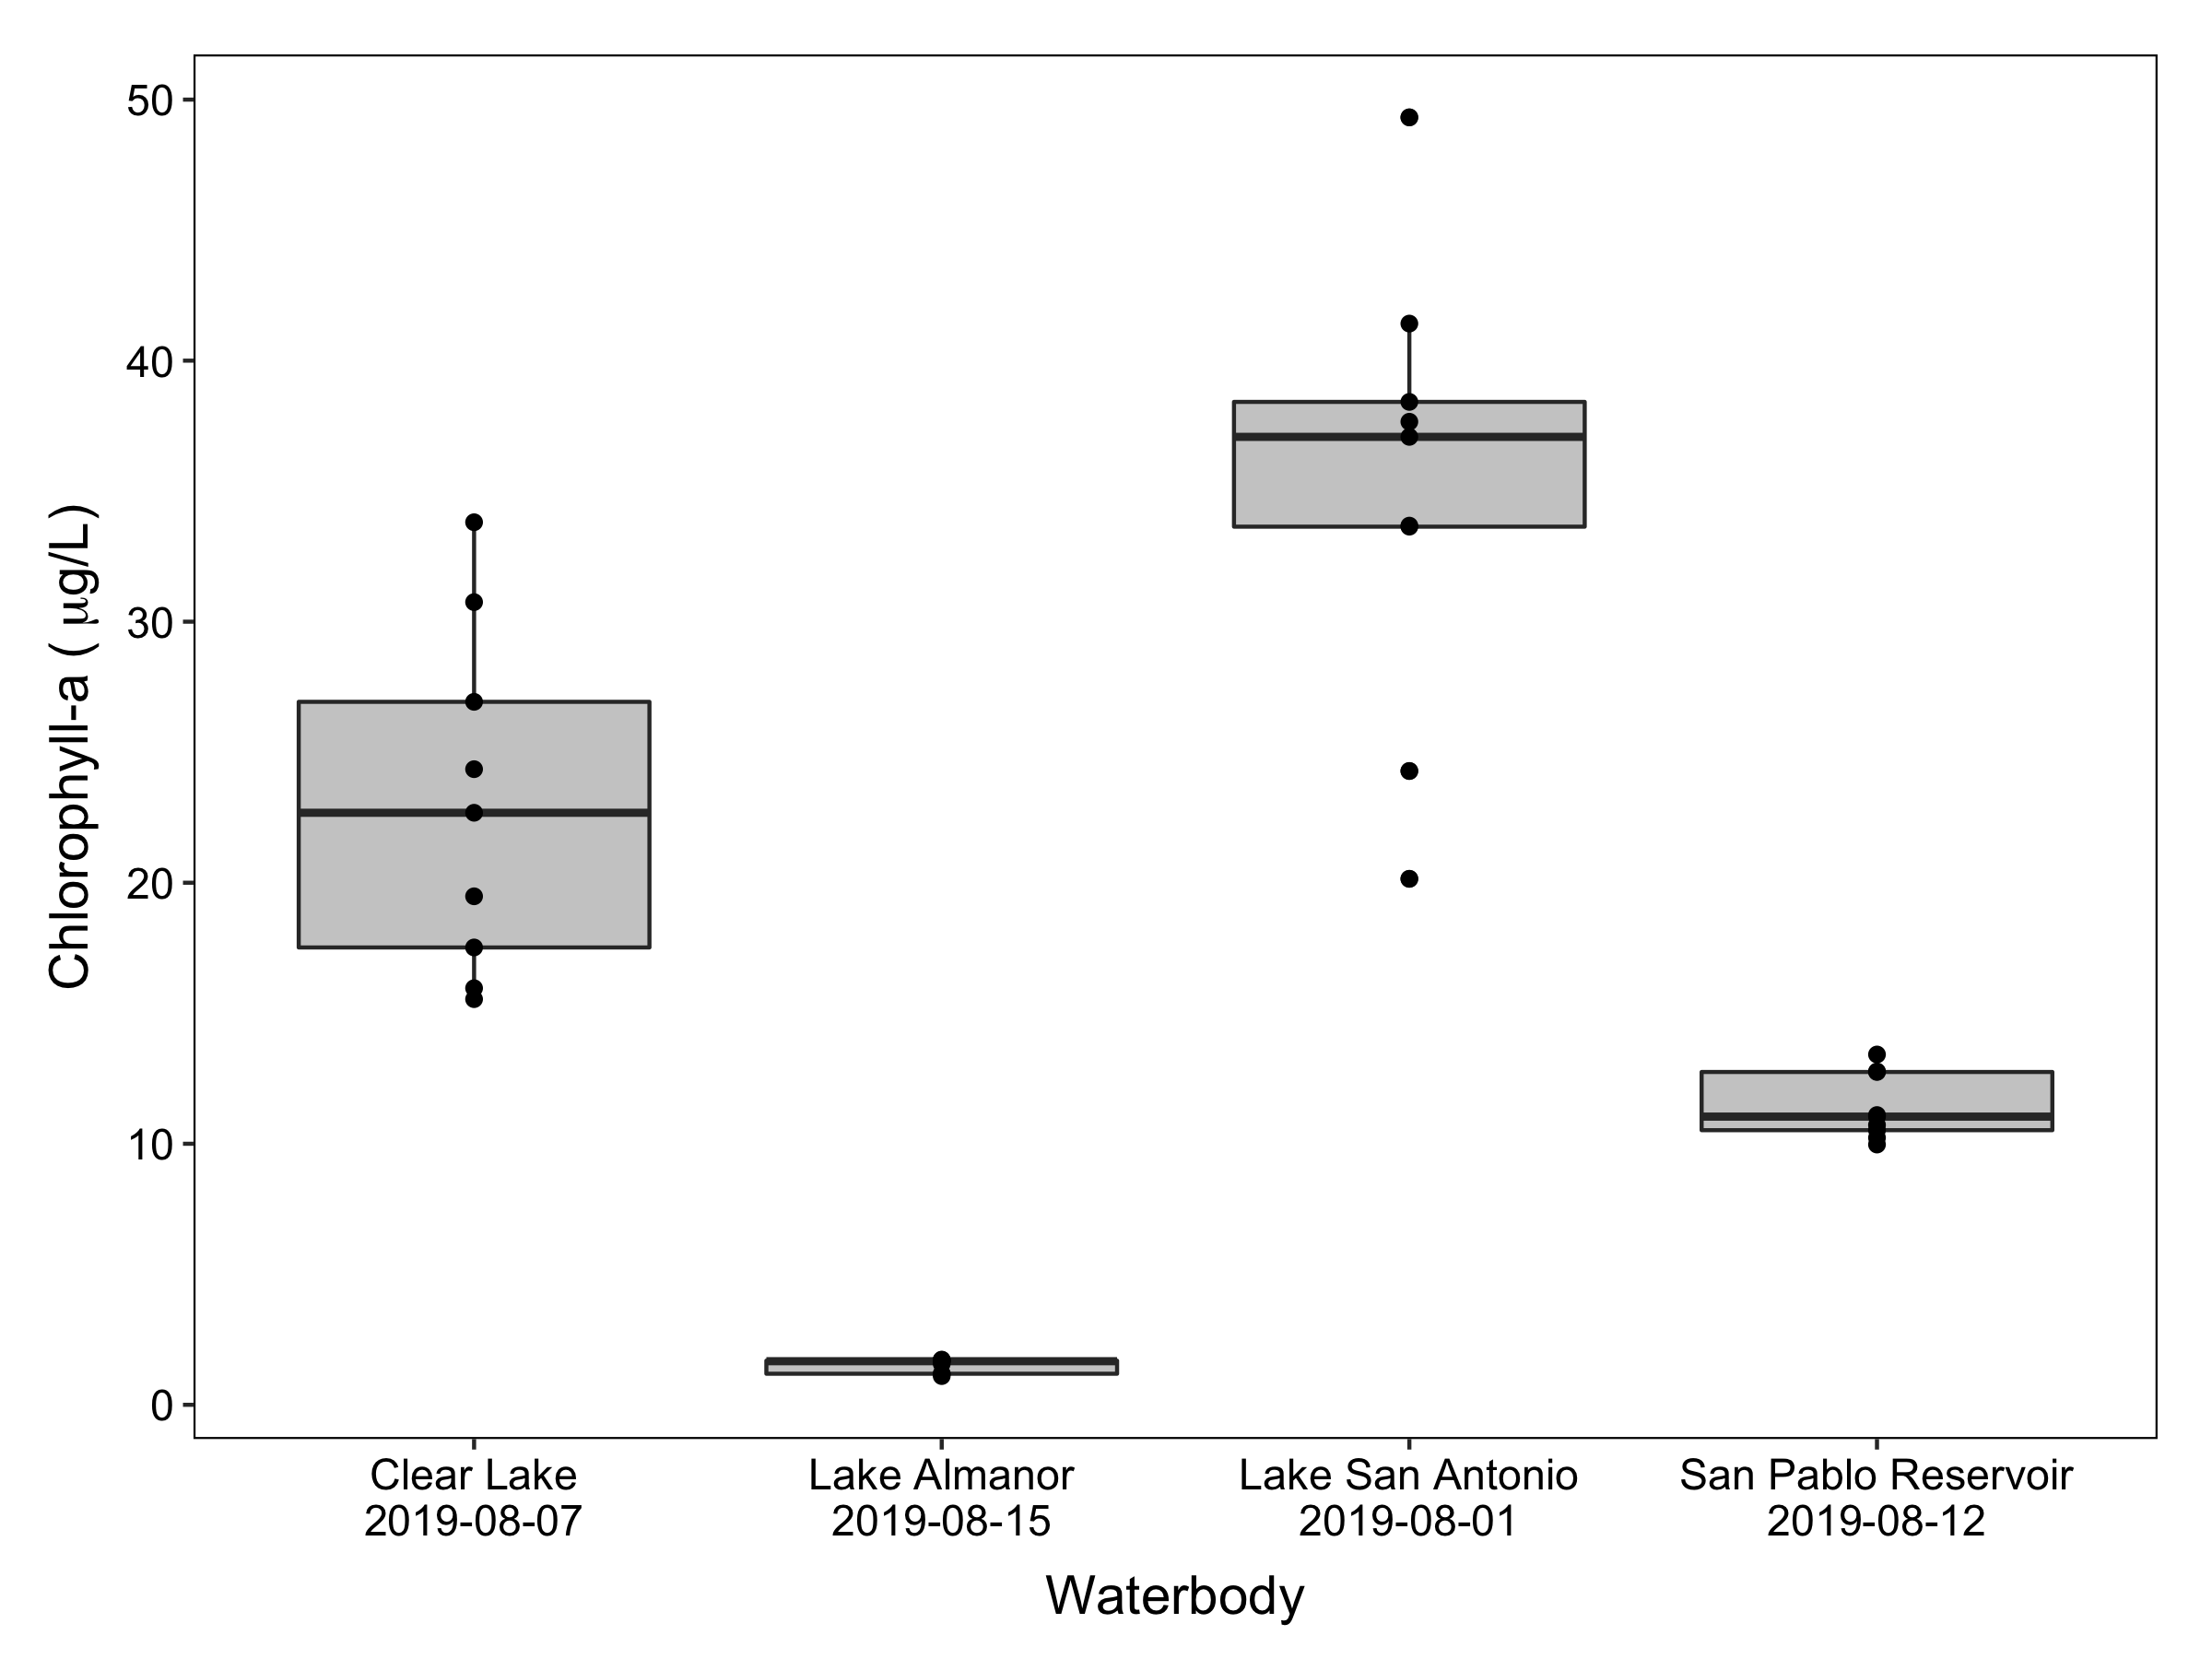 Chlorophyll-a ( µg/L)
50
40
30
20
10
0
Clear Lake
2019-08-07
Lake Almanor
2019-08-15
Lake San Antonio
2019-08-01
San Pablo Reservoir
2019-08-12
Waterbody